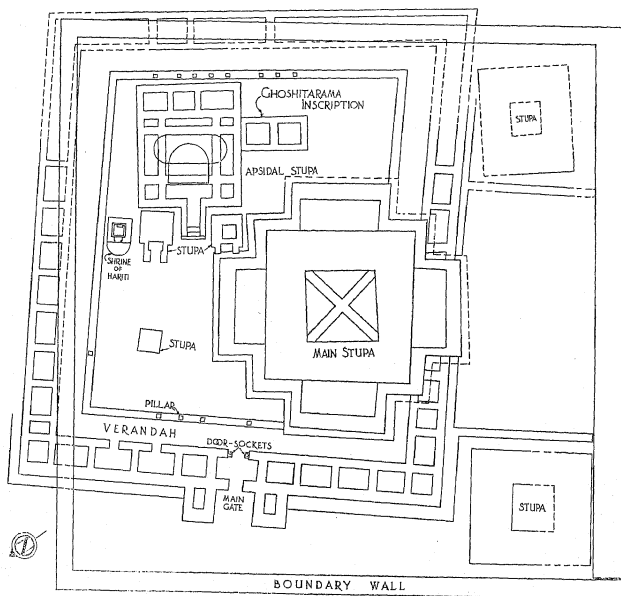 GHOSHITARAMA
INSCRIPTION
STUPA
APSIDAL STUPA
STUPA
SHRINE
OF
HARITI
STUPA
MAIN STUPA
PILLAR
VERANDAH
DOOR-SOCKETS
MAIN
GATE
STUPA
BOUNDARY WALL